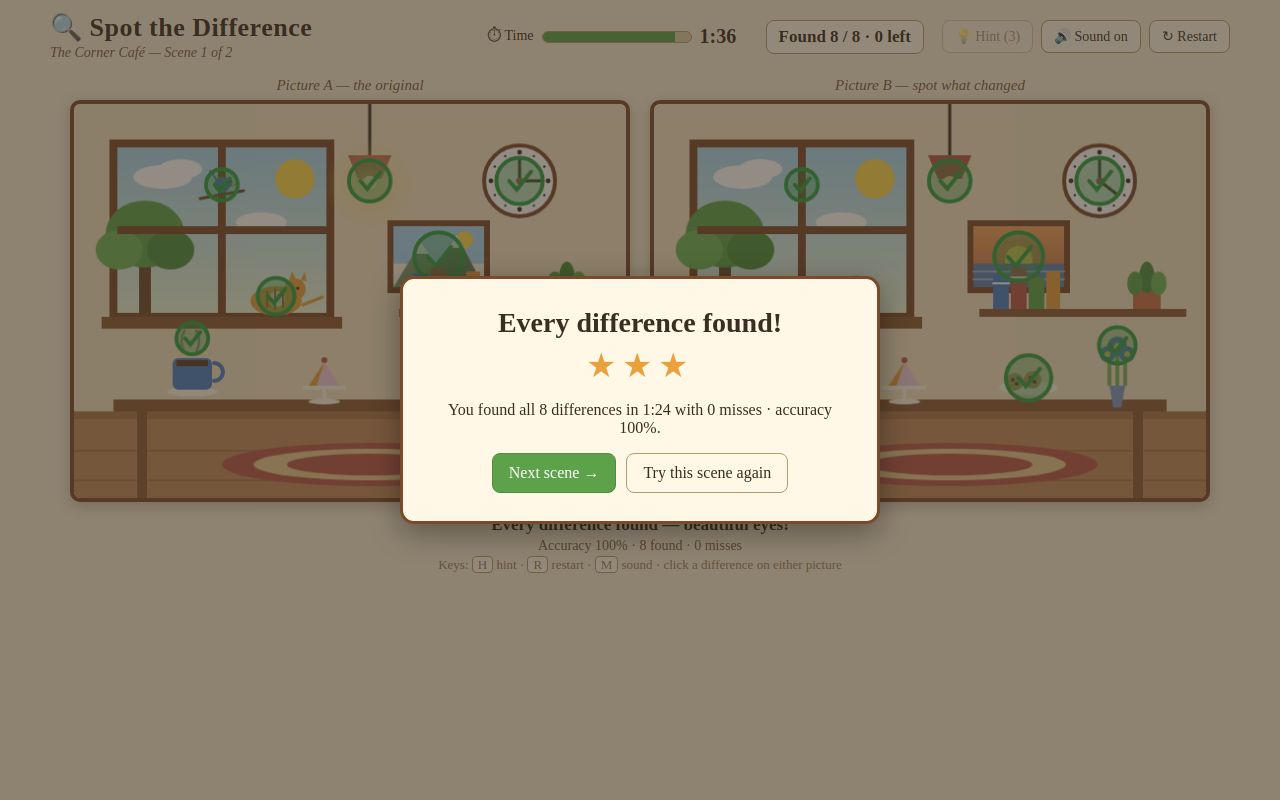 🔍 Spot the Difference
The Corner Café — Scene 1 of 2
⏱ Time 1:36
Found 8 / 8 · 0 left
💡 Hint (3)
🔊 Sound on
↻ Restart
Picture A — the original
Picture B — spot what changed
Every difference found!
★ ★ ★
You found all 8 differences in 1:24 with 0 misses · accuracy
100%.
Next scene →
Try this scene again
Every difference found — beautiful eyes!
Accuracy 100% · 8 found · 0 misses
Keys: H hint · R restart · M sound · click a difference on either picture